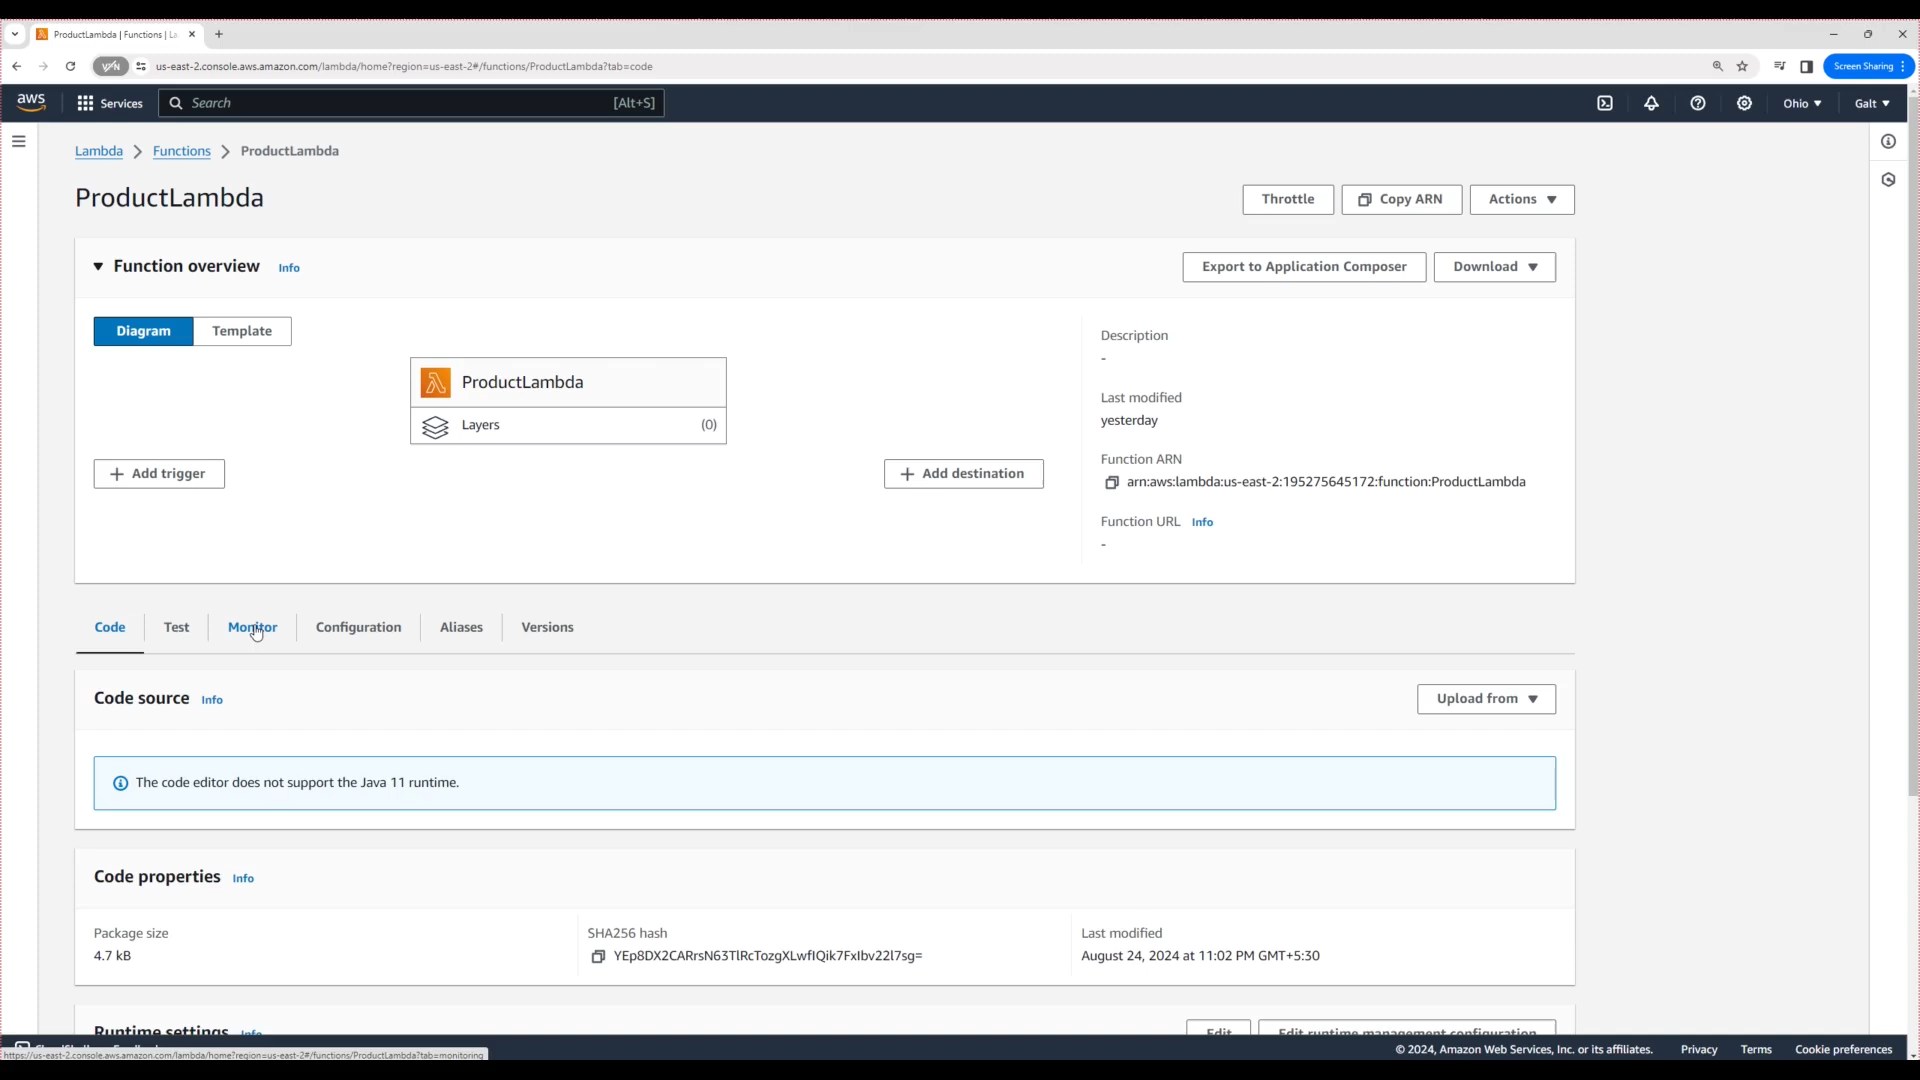 ProductLambda | Functions | La
us-east-2.console.aws.amazon.com/lambda/home?region=us-east-2#/functions/ProductLambda?tab=code
Screen Sharing
aws
Services
Search
[Alt+S]
Ohio
Galt
Lambda
Functions
ProductLambda
ProductLambda
Throttle
Copy ARN
Actions
Function overview
Info
Export to Application Composer
Download
Diagram
Template
ProductLambda
Layers
(0)
+ Add trigger
+ Add destination
Description
-
Last modified
yesterday
Function ARN
arn:aws:lambda:us-east-2:195275645172:function:ProductLambda
Function URL Info
-
Code
Test
Monitor
Configuration
Aliases
Versions
Code source
Info
Upload from
The code editor does not support the Java 11 runtime.
Code properties
Info
Package size
4.7 kB
SHA256 hash
YEp8DX2CARrsN63TlRcTozgXLwfIQik7FxIbv22l7sg=
Last modified
August 24, 2024 at 11:02 PM GMT+5:30
Runtime settings
Info
Edit
Edit runtime management configuration
https://us-east-2.console.aws.amazon.com/lambda/home?region=us-east-2#/functions/ProductLambda?tab=monitoring
© 2024, Amazon Web Services, Inc. or its affiliates.
Privacy
Terms
Cookie preferences